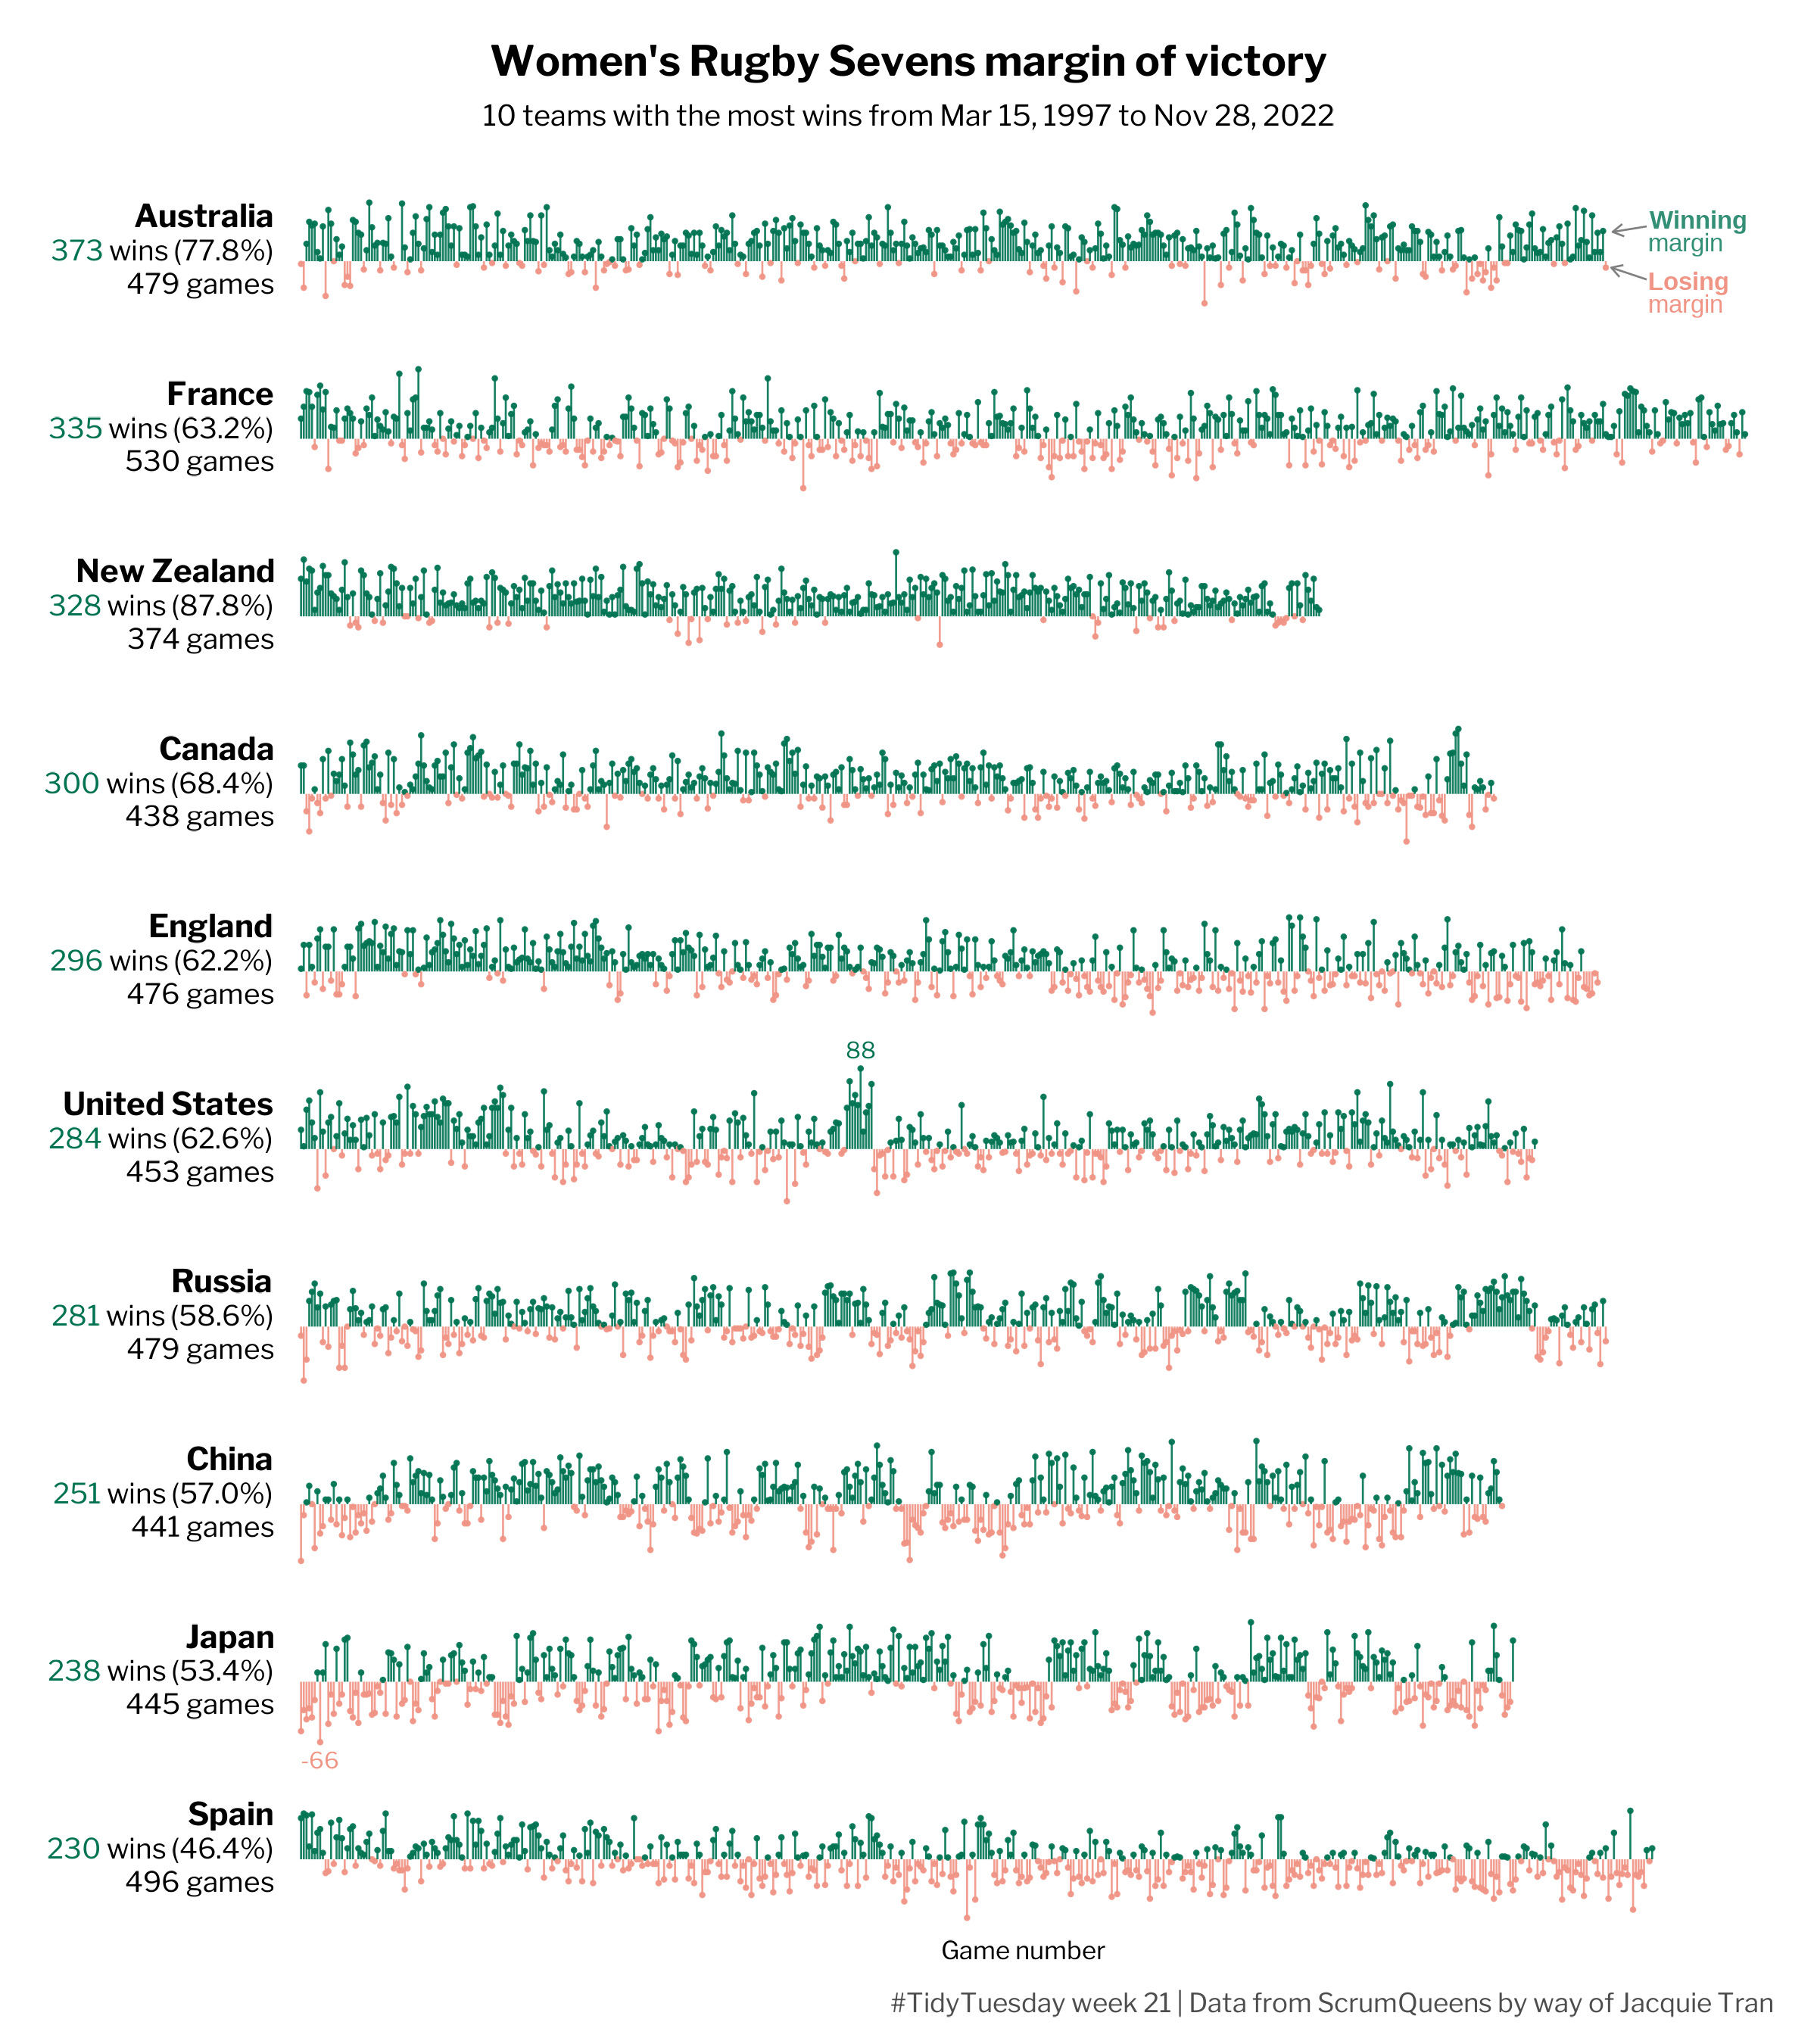 Women's Rugby Sevens margin of victory
10 teams with the most wins from Mar 15, 1997 to Nov 28, 2022
Australia
373 wins (77.8%)
479 games
Winning
margin
Losing
margin
France
335 wins (63.2%)
530 games
New Zealand
328 wins (87.8%)
374 games
Canada
300 wins (68.4%)
438 games
England
296 wins (62.2%)
476 games
88
United States
284 wins (62.6%)
453 games
Russia
281 wins (58.6%)
479 games
China
251 wins (57.0%)
441 games
Japan
238 wins (53.4%)
445 games
-66
Spain
230 wins (46.4%)
496 games
Game number
#TidyTuesday week 21 | Data from ScrumQueens by way of Jacquie Tran